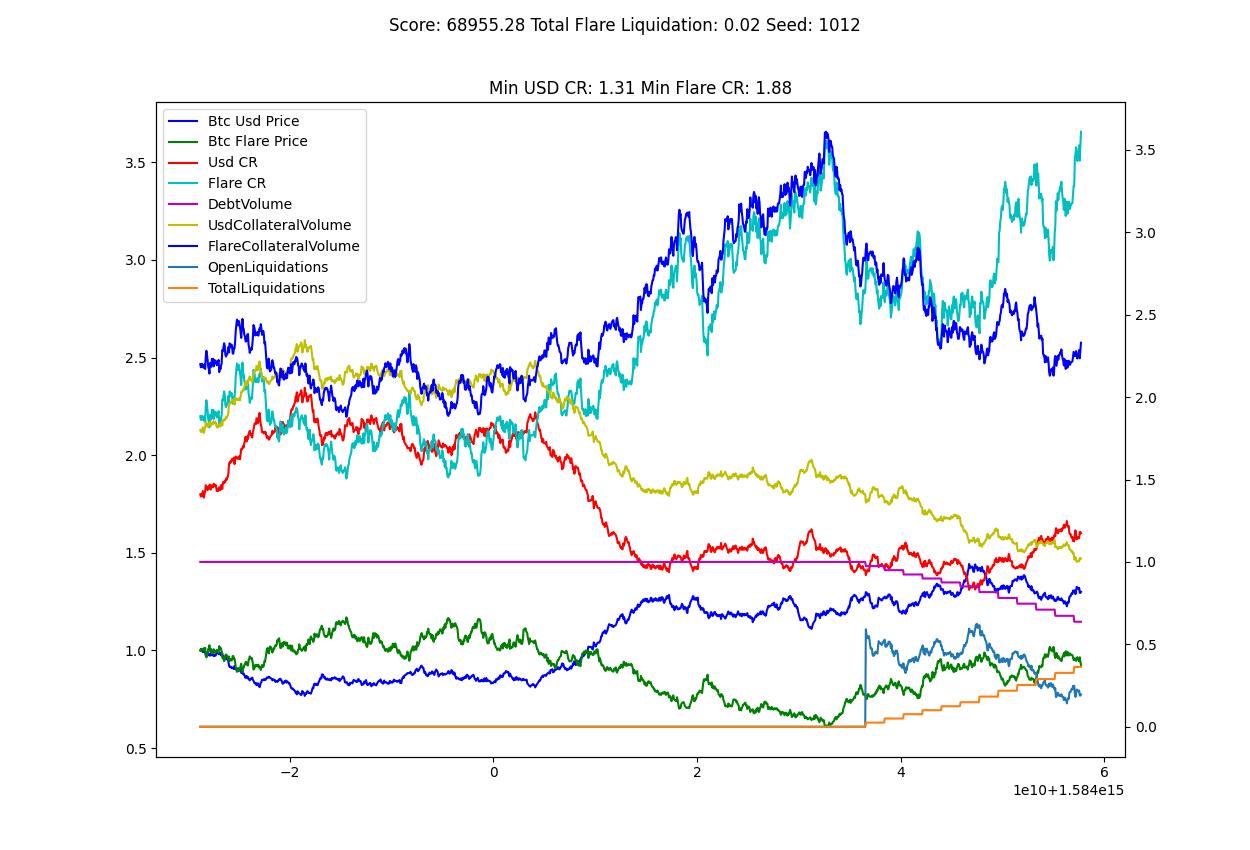 Score: 68955.28 Total Flare Liquidation: 0.02 Seed: 1012
Min USD CR: 1.31 Min Flare CR: 1.88
Btc Usd Price
Btc Flare Price
Usd CR
Flare CR
DebtVolume
UsdCollateralVolume
FlareCollateralVolume
OpenLiquidations
TotalLiquidations
3.5
3.0
2.5
2.0
1.5
1.0
0.5
3.5
3.0
2.5
2.0
1.5
1.0
0.5
0.0
−2 0 2 4 6
1e10+1.584e15